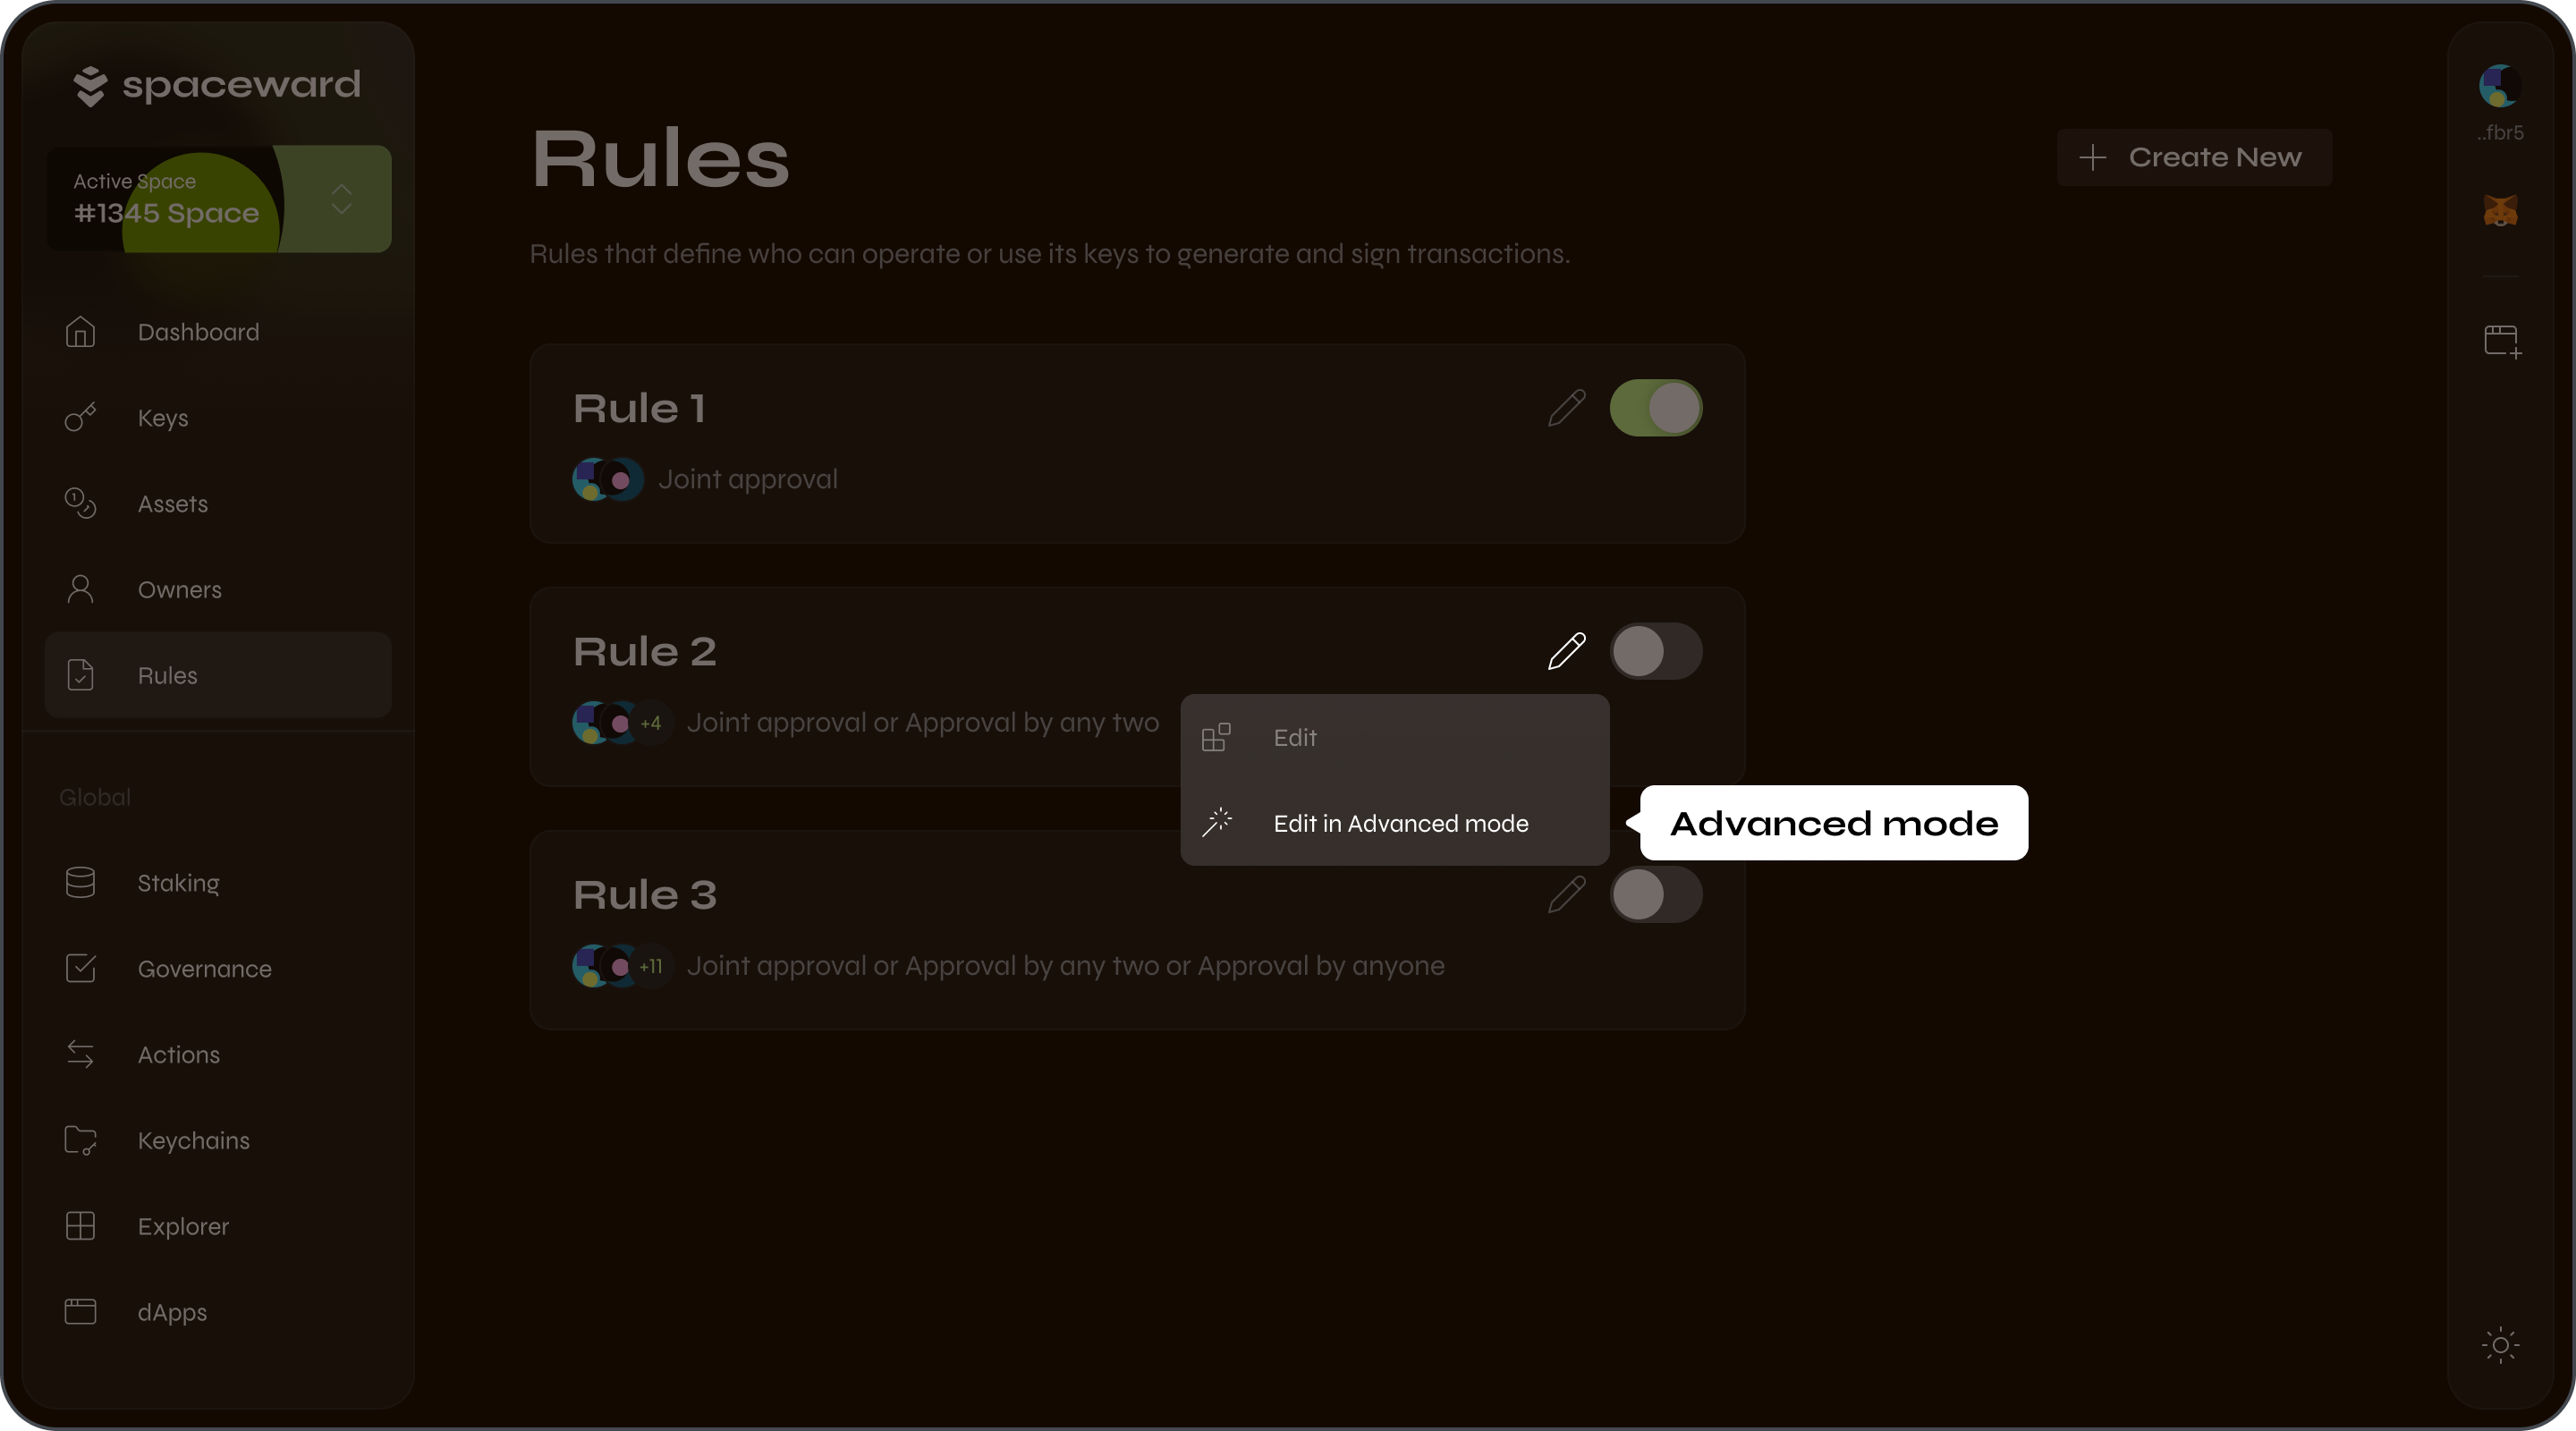 spaceward
Active Space
#1345 Space
Dashboard
Keys
Assets
Owners
Rules
Global
Staking
Governance
Actions
Keychains
Explorer
dApps
Rules
Create New
Rules that define who can operate or use its keys to generate and sign transactions.
Rule 1
Joint approval
Rule 2
+4 Joint approval or Approval by any two
Edit
Edit in Advanced mode
Advanced mode
Rule 3
+11 Joint approval or Approval by any two or Approval by anyone
..fbr5